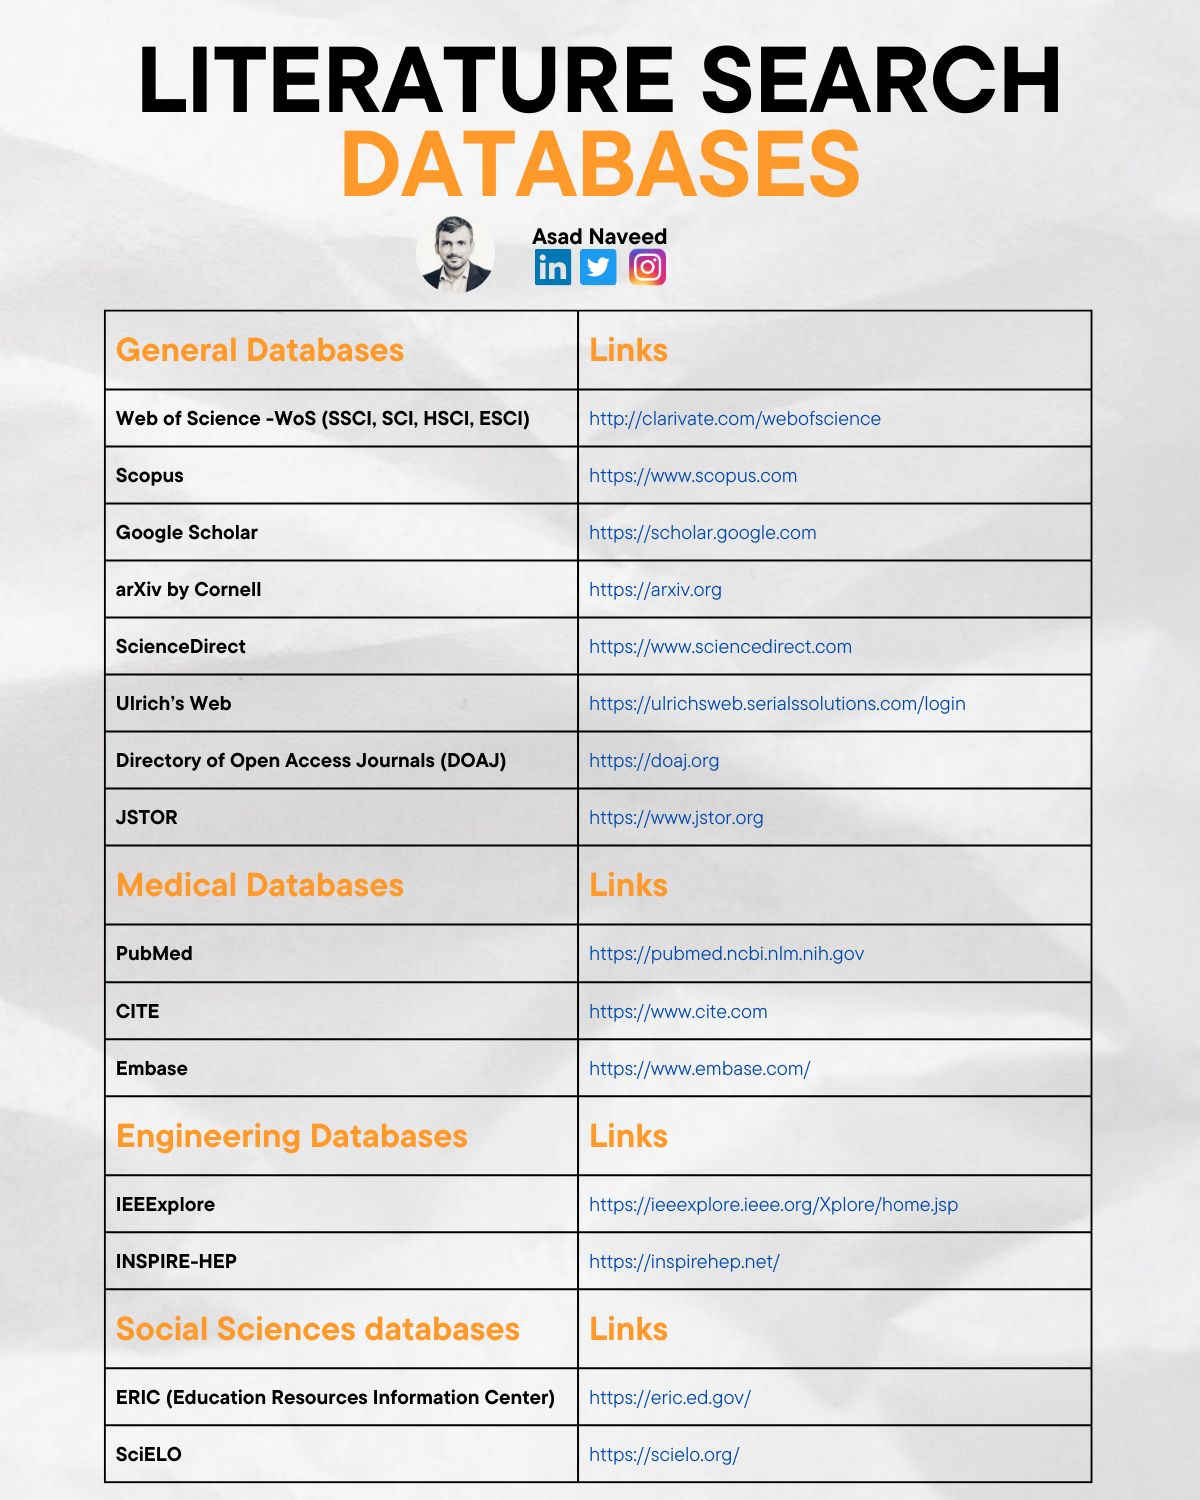 LITERATURE SEARCH
DATABASES
Asad Naveed
in
General Databases Links
Web of Science -WoS (SSCI, SCI, HSCI, ESCI) http://clarivate.com/webofscience
Scopus https://www.scopus.com
Google Scholar https://scholar.google.com
arXiv by Cornell https://arxiv.org
ScienceDirect https://www.sciencedirect.com
Ulrich’s Web https://ulrichsweb.serialssolutions.com/login
Directory of Open Access Journals (DOAJ) https://doaj.org
JSTOR https://www.jstor.org
Medical Databases Links
PubMed https://pubmed.ncbi.nlm.nih.gov
CITE https://www.cite.com
Embase https://www.embase.com/
Engineering Databases Links
IEEExplore https://ieeexplore.ieee.org/Xplore/home.jsp
INSPIRE-HEP https://inspirehep.net/
Social Sciences databases Links
ERIC (Education Resources Information Center) https://eric.ed.gov/
SciELO https://scielo.org/